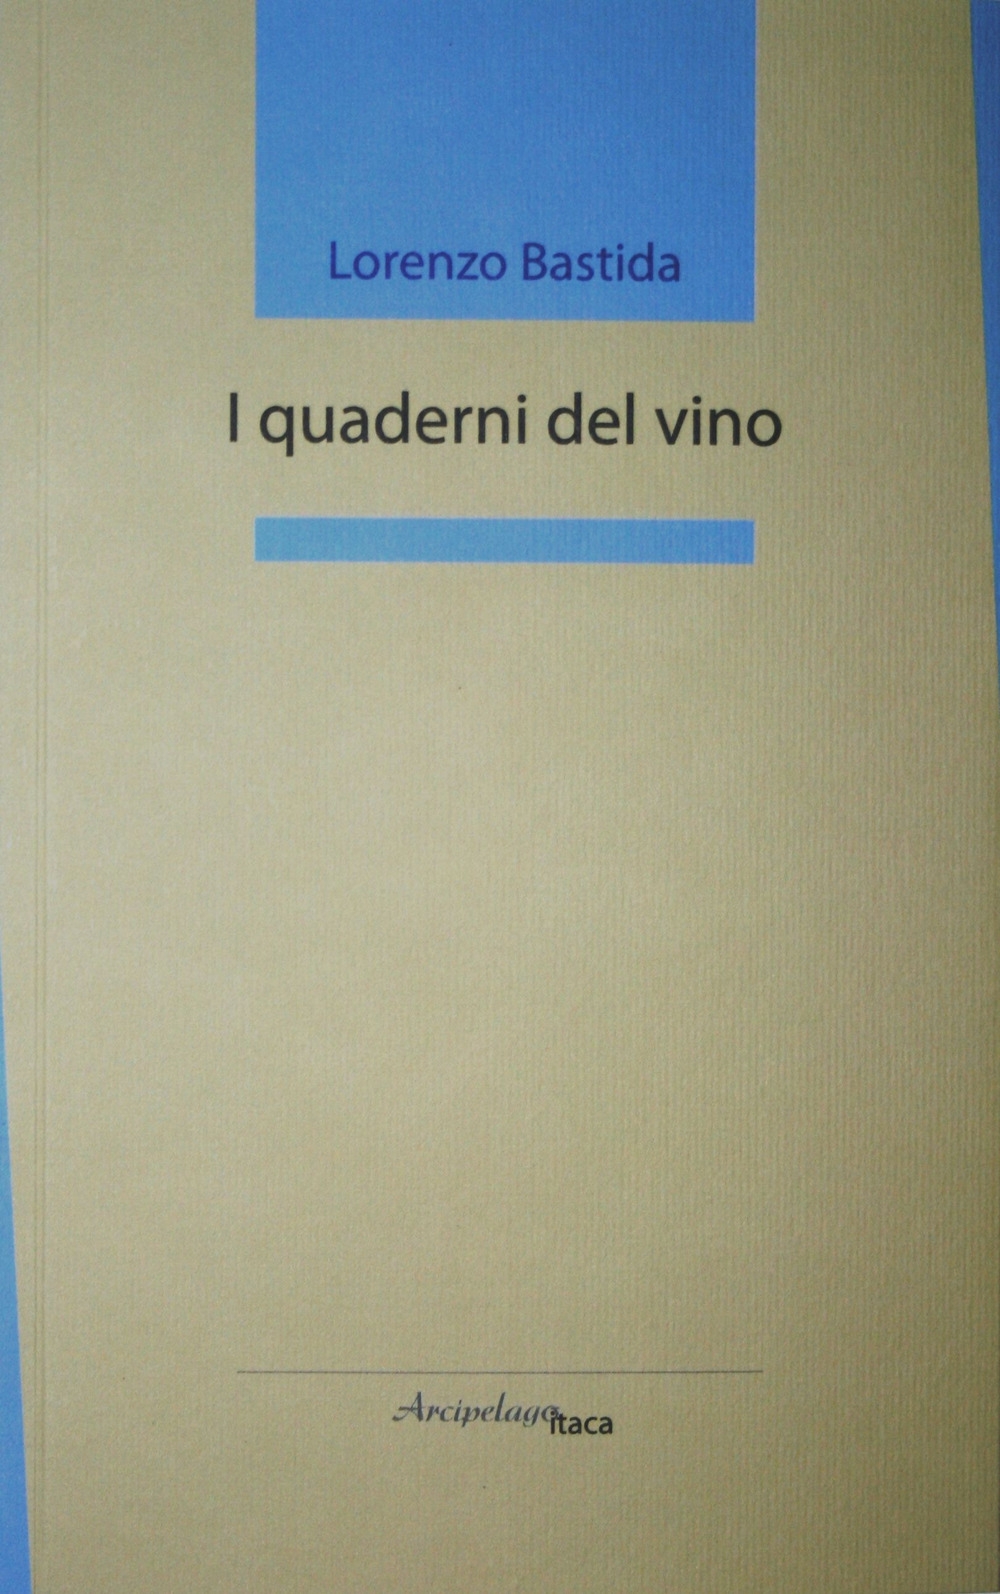 Lorenzo Bastida
I quaderni del vino
Arcipelago
itaca